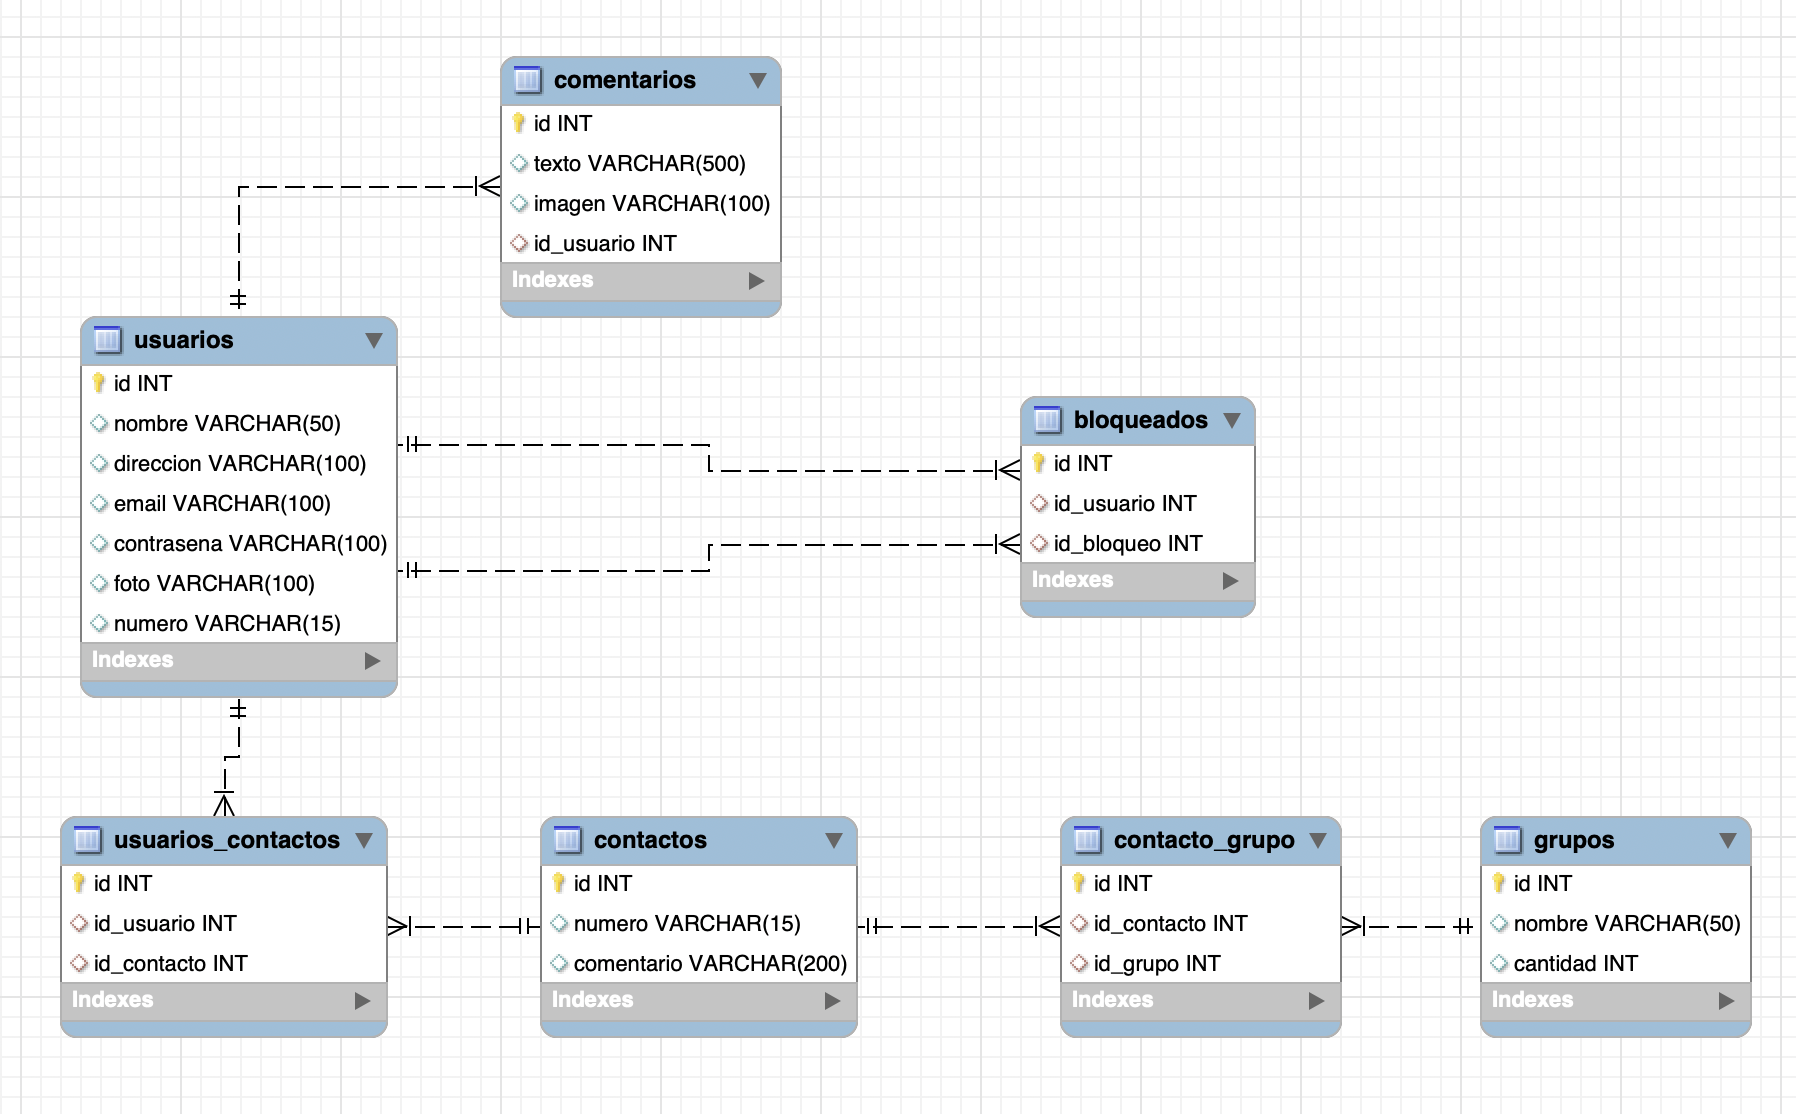 comentarios
id INT
texto VARCHAR(500)
imagen VARCHAR(100)
id_usuario INT
Indexes
usuarios
id INT
nombre VARCHAR(50)
direccion VARCHAR(100)
email VARCHAR(100)
contrasena VARCHAR(100)
foto VARCHAR(100)
numero VARCHAR(15)
Indexes
bloqueados
id INT
id_usuario INT
id_bloqueo INT
Indexes
usuarios_contactos
id INT
id_usuario INT
id_contacto INT
Indexes
contactos
id INT
numero VARCHAR(15)
comentario VARCHAR(200)
Indexes
contacto_grupo
id INT
id_contacto INT
id_grupo INT
Indexes
grupos
id INT
nombre VARCHAR(50)
cantidad INT
Indexes